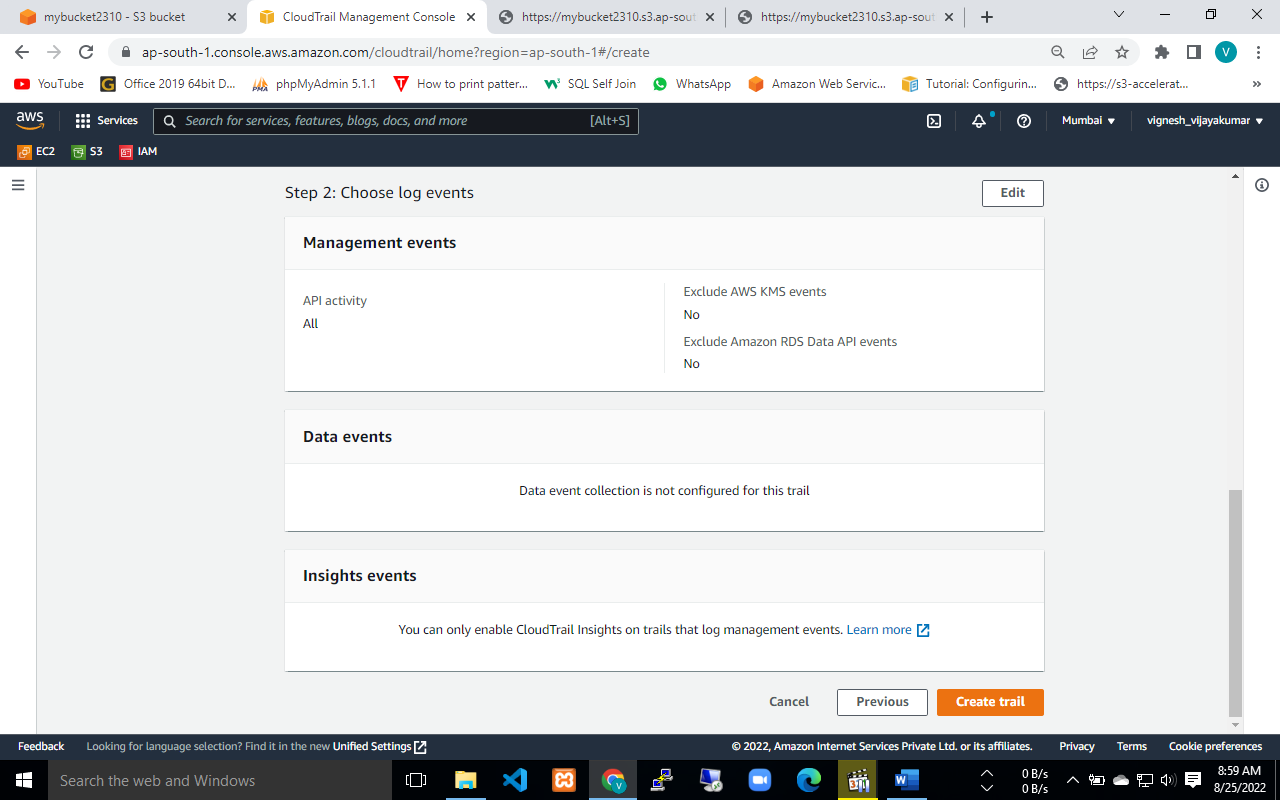 mybucket2310 - S3 bucket
CloudTrail Management Console
https://mybucket2310.s3.ap-sout
https://mybucket2310.s3.ap-sout
ap-south-1.console.aws.amazon.com/cloudtrail/home?region=ap-south-1#/create
V
YouTube
Office 2019 64bit D...
phpMyAdmin 5.1.1
How to print patter...
SQL Self Join
WhatsApp
Amazon Web Servic...
Tutorial: Configurin...
https://s3-accelerat...
»
aws
Services
Search for services, features, blogs, docs, and more
[Alt+S]
Mumbai
vignesh_vijayakumar
EC2
S3
IAM
Step 2: Choose log events
Edit
Management events
API activity
All
Exclude AWS KMS events
No
Exclude Amazon RDS Data API events
No
Data events
Data event collection is not configured for this trail
Insights events
You can only enable CloudTrail Insights on trails that log management events. Learn more
Cancel
Previous
Create trail
Feedback
Looking for language selection? Find it in the new Unified Settings
© 2022, Amazon Internet Services Private Ltd. or its affiliates.
Privacy
Terms
Cookie preferences
Search the web and Windows
0 B/s
0 B/s
8:59 AM
8/25/2022